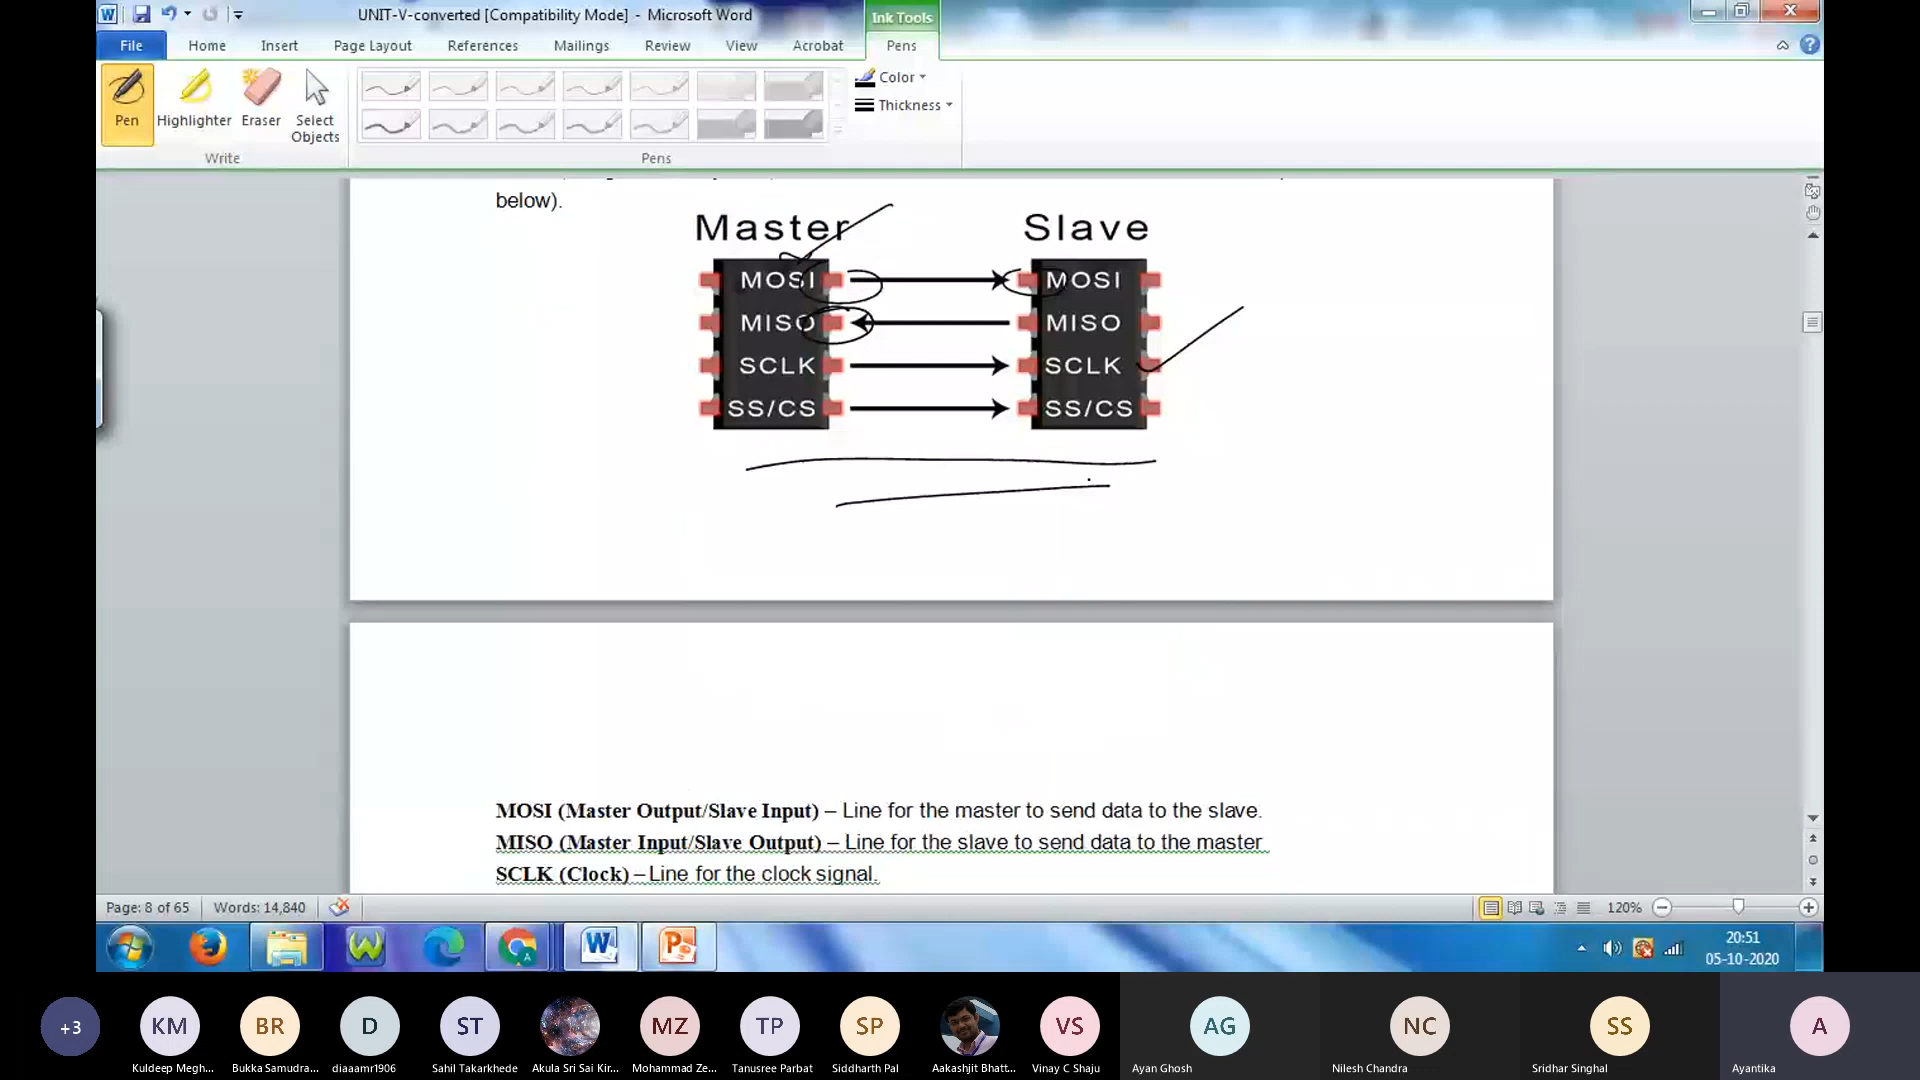 UNIT-V-converted [Compatibility Mode] - Microsoft Word
Ink Tools
File Home Insert Page Layout References Mailings Review View Acrobat Pens
Pen Highlighter Eraser Select Objects
Color
Thickness
Write Pens
below).
Master Slave
MOSI MOSI
MISO MISO
SCLK SCLK
SS/CS SS/CS
MOSI (Master Output/Slave Input) – Line for the master to send data to the slave.
MISO (Master Input/Slave Output) – Line for the slave to send data to the master.
SCLK (Clock) – Line for the clock signal.
Page: 8 of 65 Words: 14,840 120%
20:51
05-10-2020
+3 KM BR D ST MZ TP SP VS AG NC SS A
Kuldeep Megh... Bukka Samudra... diaaamr1906 Sahil Takarkhede Akula Sri Sai Kir... Mohammad Ze... Tanusree Parbat Siddharth Pal Aakashjit Bhatt... Vinay C Shaju Ayan Ghosh Nilesh Chandra Sridhar Singhal Ayantika